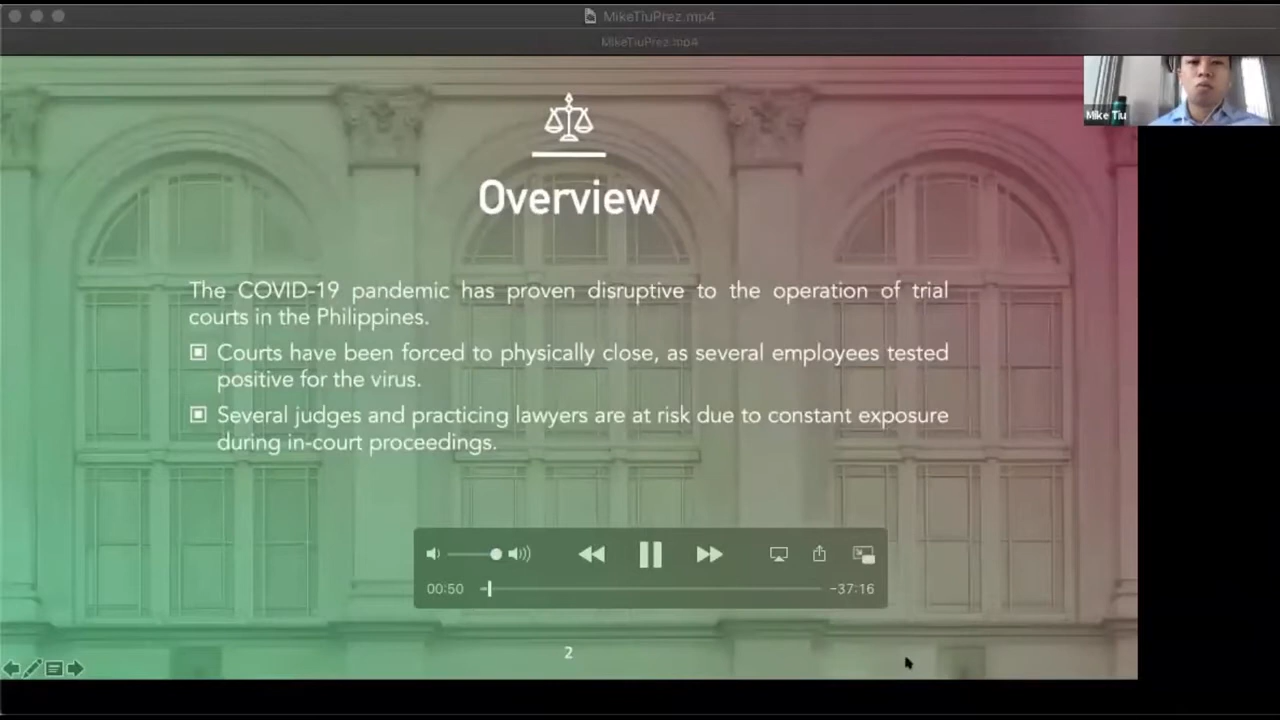 MikeTiuPrez.mp4
MikeTiuPrez.mp4
Mike Tiu
Overview
The COVID-19 pandemic has proven disruptive to the operation of trial
courts in the Philippines.
Courts have been forced to physically close, as several employees tested
positive for the virus.
Several judges and practicing lawyers are at risk due to constant exposure
during in-court proceedings.
00:50
-37:16
2